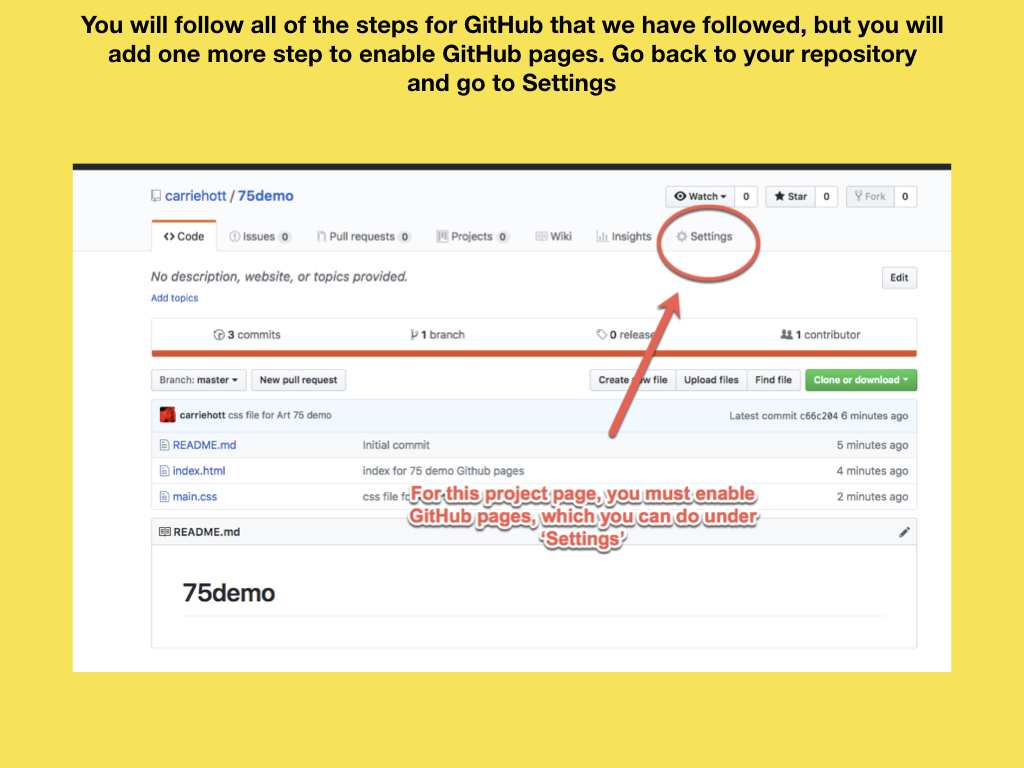 You will follow all of the steps for GitHub that we have followed, but you will
add one more step to enable GitHub pages. Go back to your repository
and go to Settings
carriehott / 75demo
Watch 0 Star 0 Fork 0
Code Issues 0 Pull requests 0 Projects 0 Wiki Insights Settings
No description, website, or topics provided. Edit
Add topics
3 commits 1 branch 0 release 1 contributor
Branch: master New pull request Create file Upload files Find file Clone or download
carriehott css file for Art 75 demo Latest commit c66c204 6 minutes ago
README.md Initial commit 5 minutes ago
index.html index for 75 demo Github pages 4 minutes ago
main.css css file 2 minutes ago
For this project page, you must enable
GitHub pages, which you can do under
‘Settings’
README.md
75demo